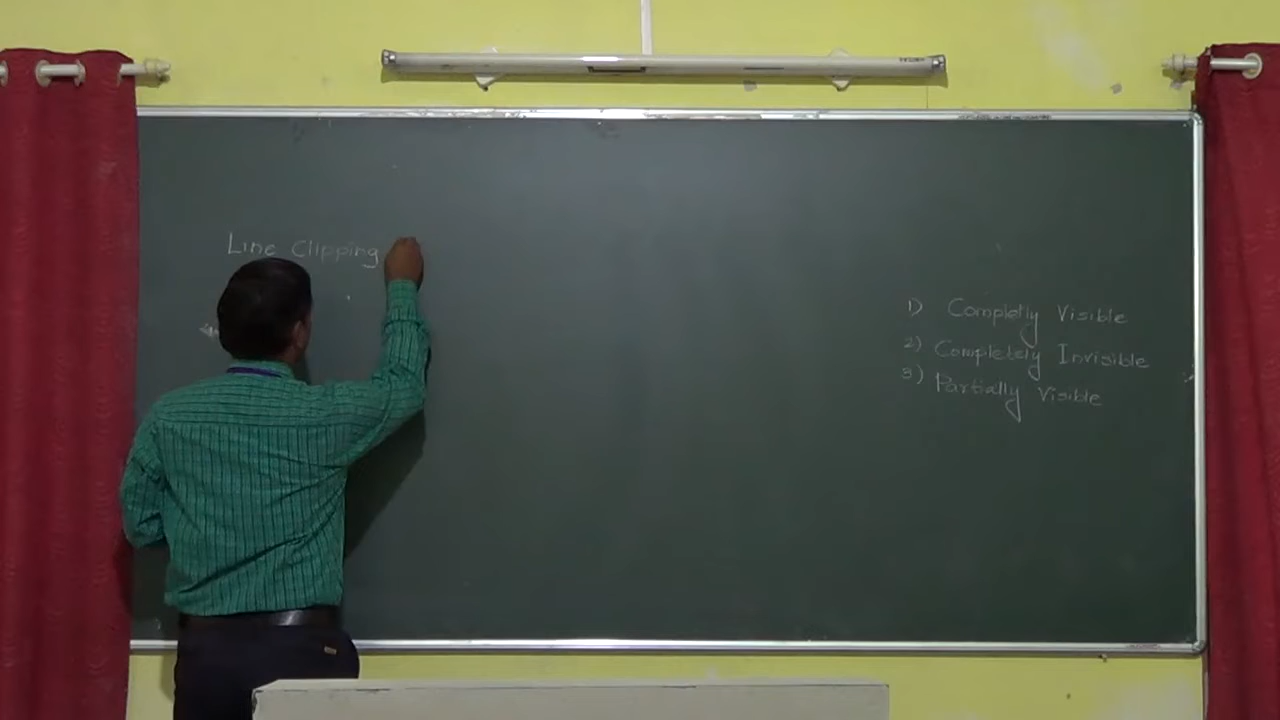 Line Clipping
1) Completly Visible
2) Completely Invisible
3) Partially Visible